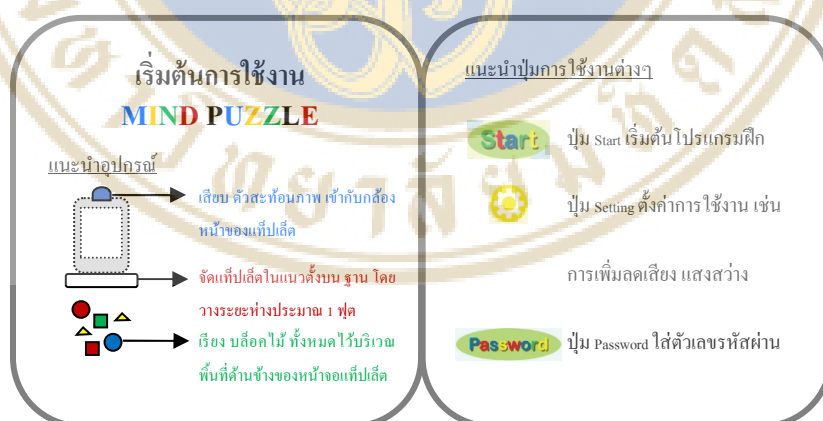 เริ่มต้นการใช้งาน
MIND PUZZLE
แนะนำอุปกรณ์
เสียบ ตัวสะท้อนภาพ เข้ากับกล้อง
หน้าของแท็ปเล็ต
จัดแท็ปเล็ตในแนวตั้งบน ฐาน โดย
วางระยะห่างประมาณ 1 ฟุต
เรียง บล็อคไม้ ทั้งหมดไว้บริเวณ
พื้นที่ด้านข้างของหน้าจอแท็ปเล็ต
แนะนำปุ่มการใช้งานต่างๆ
Start
ปุ่ม Start เริ่มต้นโปรแกรมฝึก
ปุ่ม Setting ตั้งค่าการใช้งาน เช่น
การเพิ่มลดเสียง แสงสว่าง
Password
ปุ่ม Password ใส่ตัวเลขรหัสผ่าน